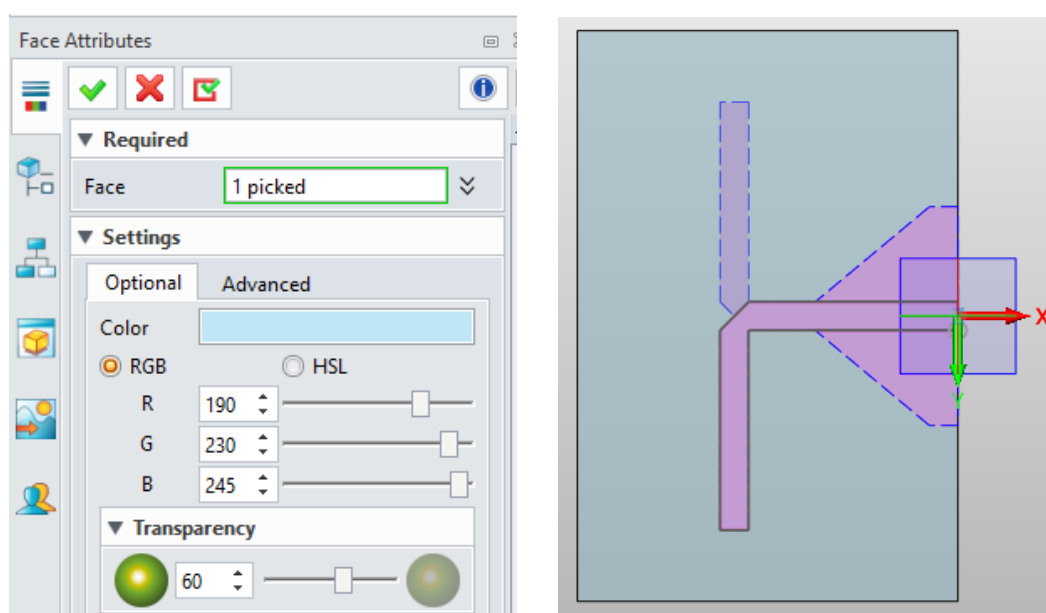 Face Attributes
Required
Face 1 picked
Settings
Optional Advanced
Color
RGB HSL
R 190
G 230
B 245
Transparency
60
X
Y